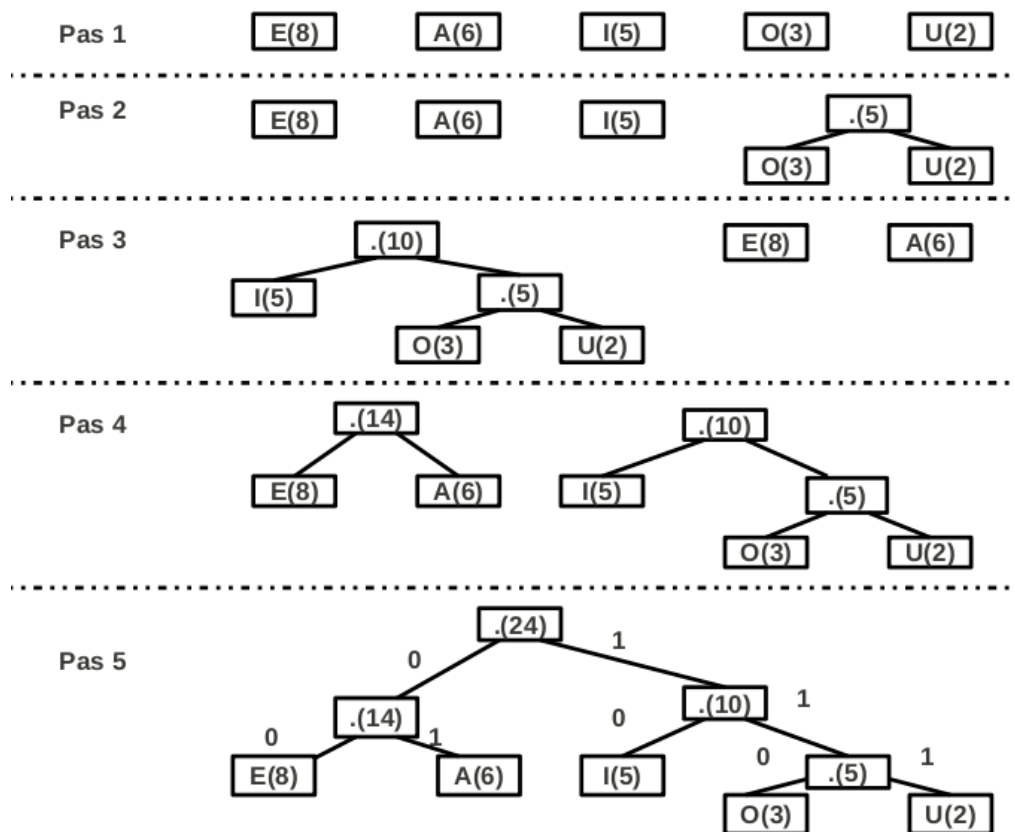 Pas 1 E(8) A(6) I(5) O(3) U(2)
Pas 2 E(8) A(6) I(5) .(5)
O(3) U(2)
Pas 3 .(10) E(8) A(6)
I(5) .(5)
O(3) U(2)
Pas 4 .(14) .(10)
E(8) A(6) I(5) .(5)
O(3) U(2)
.(24)
Pas 5 0 1
.(14) .(10) 1
0 1 0 0 1
E(8) A(6) I(5) .(5)
O(3) U(2)